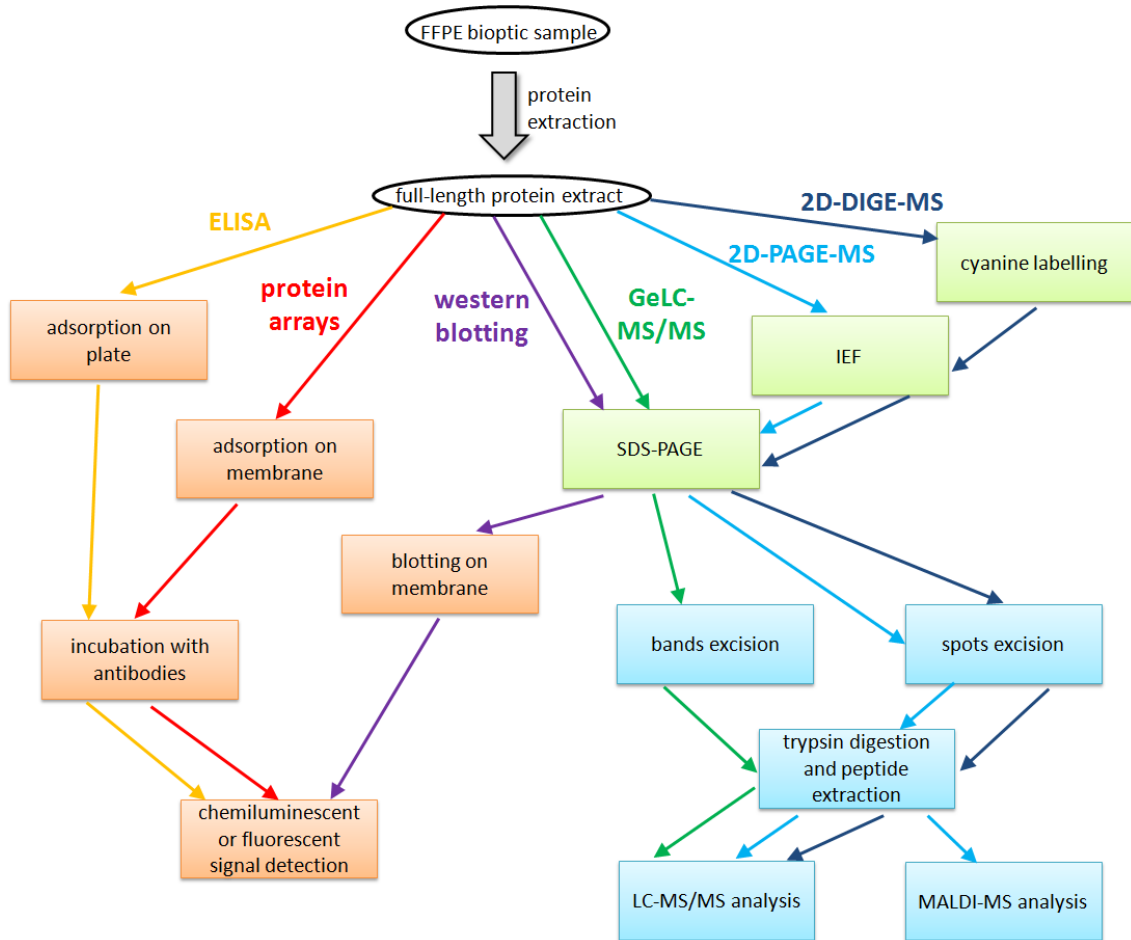 FFPE bioptic sample
protein
extraction
full-length protein extract
ELISA
2D-DIGE-MS
2D-PAGE-MS
cyanine labelling
protein
arrays
western
blotting
GeLC-
MS/MS
adsorption on
plate
IEF
adsorption on
membrane
SDS-PAGE
blotting on
membrane
incubation with
antibodies
bands excision
spots excision
trypsin digestion
and peptide
extraction
chemiluminescent
or fluorescent
signal detection
LC-MS/MS analysis
MALDI-MS analysis